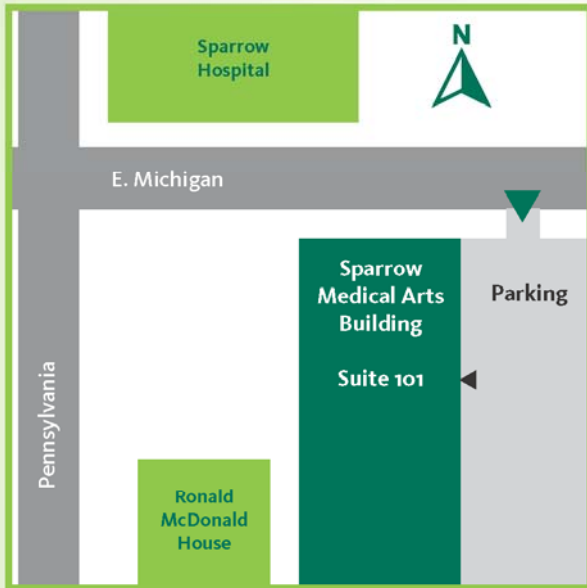 Sparrow
Hospital
N
E. Michigan
Sparrow
Medical Arts
Building
Suite 101
Parking
Pennsylvania
Ronald
McDonald
House